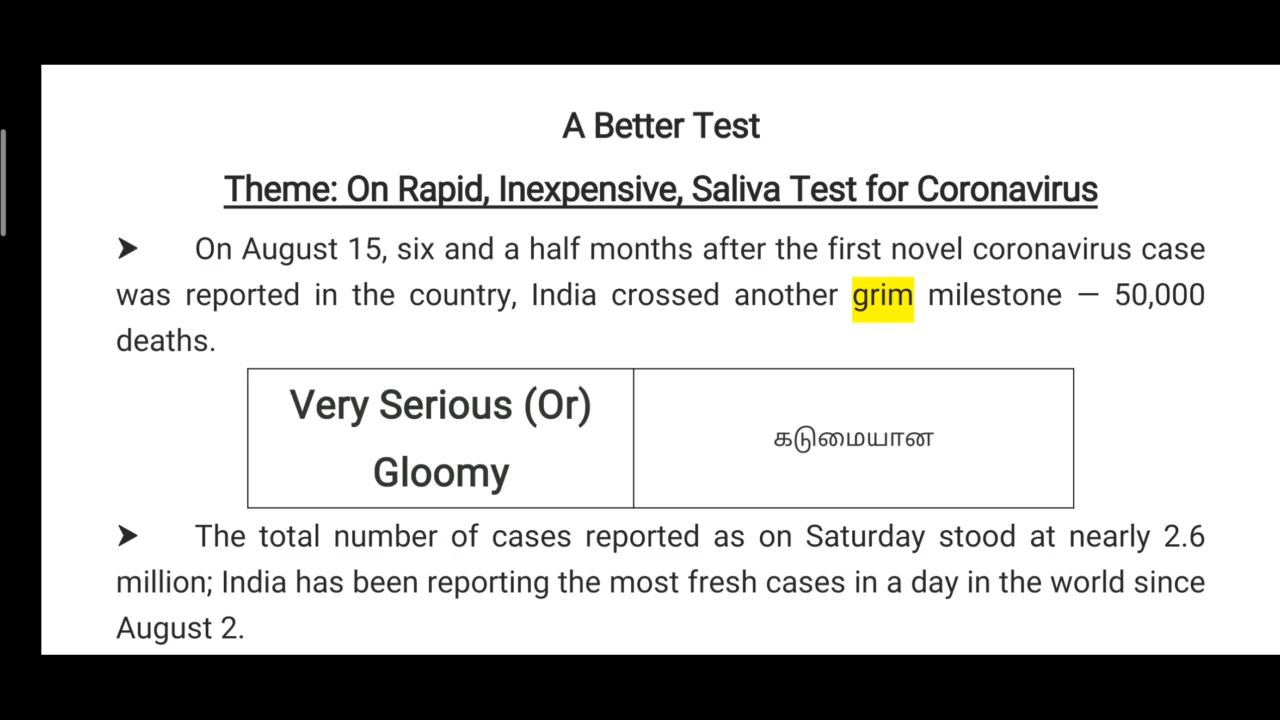 A Better Test
Theme: On Rapid, Inexpensive, Saliva Test for Coronavirus
➤ On August 15, six and a half months after the first novel coronavirus case
was reported in the country, India crossed another grim milestone — 50,000
deaths.
Very Serious (Or)
Gloomy
கடுமையான
➤ The total number of cases reported as on Saturday stood at nearly 2.6
million; India has been reporting the most fresh cases in a day in the world since
August 2.